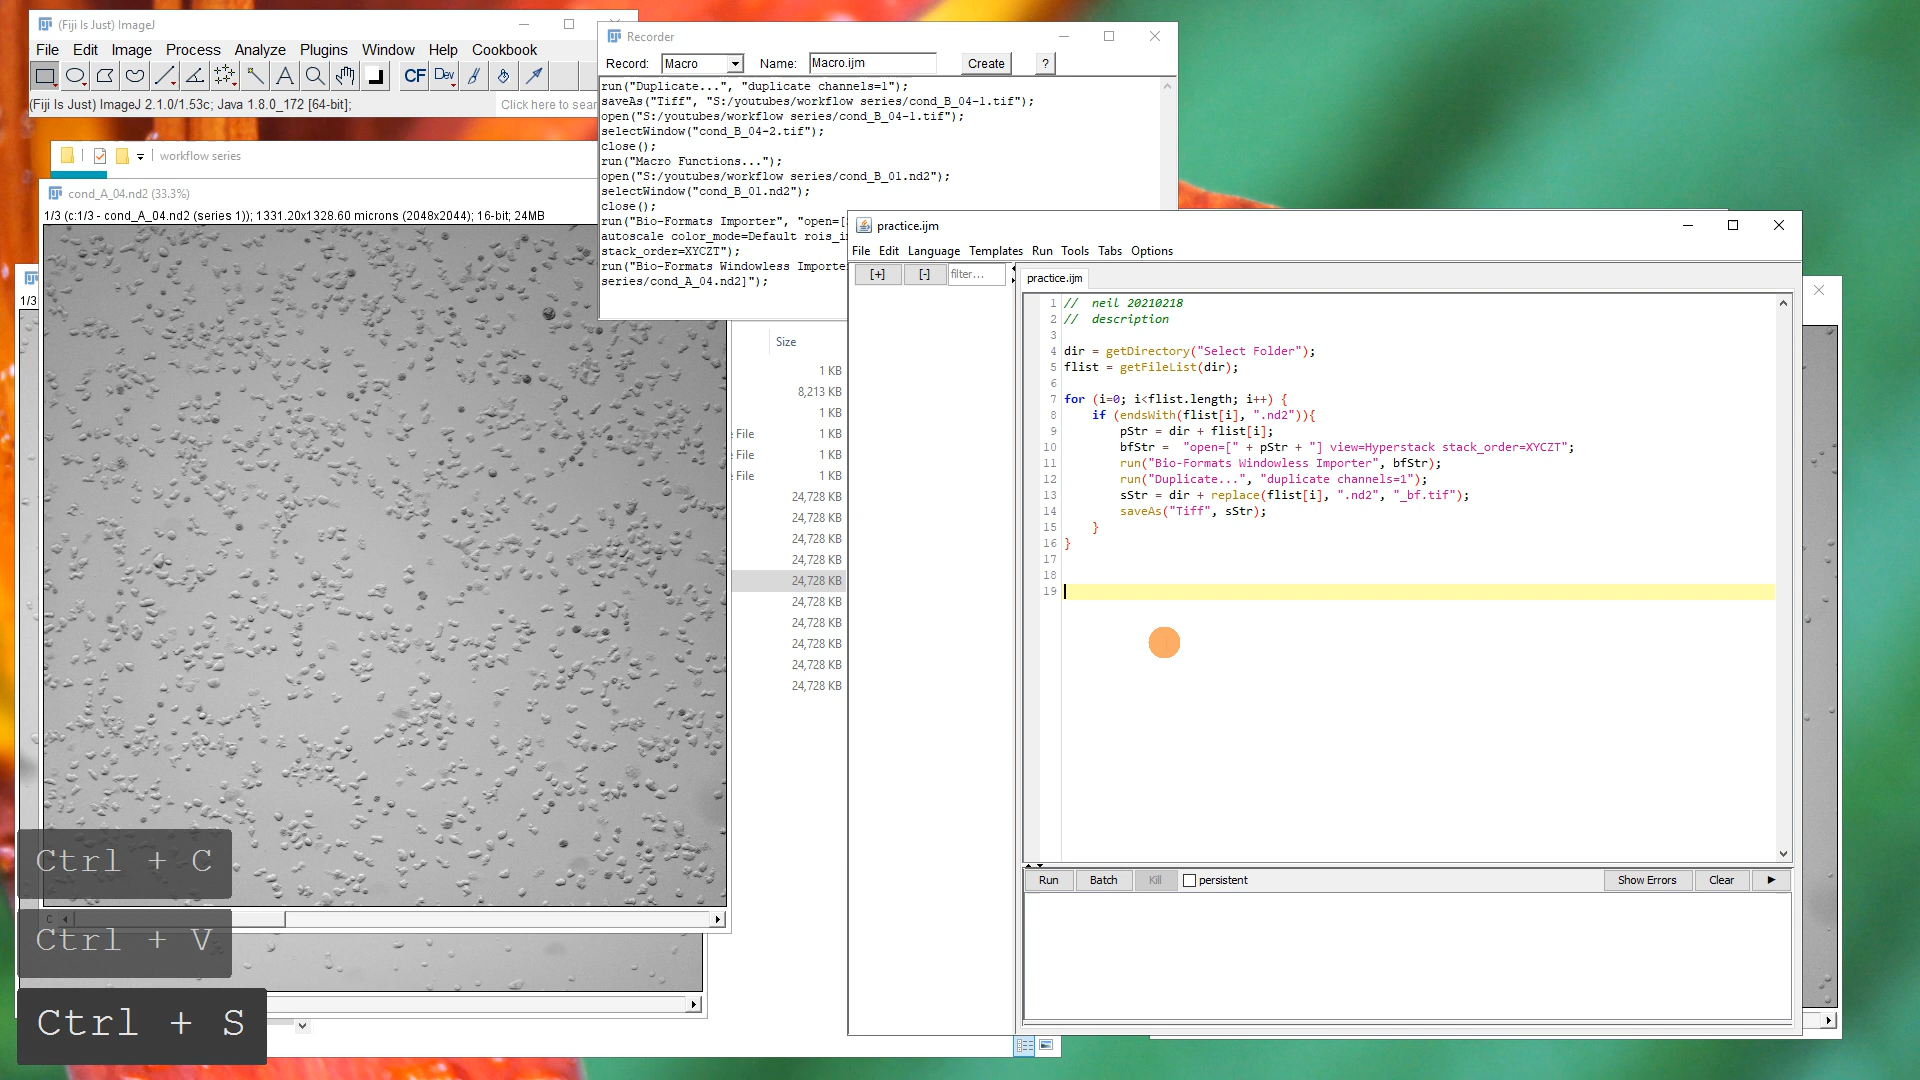 (Fiji Is Just) ImageJ
File Edit Image Process Analyze Plugins Window Help Cookbook
CF Dev
(Fiji Is Just) ImageJ 2.1.0/1.53c; Java 1.8.0_172 [64-bit];
Click here to sear
workflow series
cond_A_04.nd2 (33.3%)
1/3 (c:1/3 - cond_A_04.nd2 (series 1)); 1331.20x1328.60 microns (2048x2044); 16-bit; 24MB
1/3
Recorder
Record: Macro Name: Macro.ijm Create ?
run("Duplicate...", "duplicate channels=1");
saveAs("Tiff", "S:/youtubes/workflow series/cond_B_04-1.tif");
open("S:/youtubes/workflow series/cond_B_04-1.tif");
selectWindow("cond_B_04-2.tif");
close();
run("Macro Functions...");
open("S:/youtubes/workflow series/cond_B_01.nd2");
selectWindow("cond_B_01.nd2");
close();
run("Bio-Formats Importer", "open=[
autoscale color_mode=Default rois_i
stack_order=XYCZT");
run("Bio-Formats Windowless Importe
series/cond_A_04.nd2]");
Size
1 KB
8,213 KB
1 KB
e File 1 KB
e File 1 KB
e File 1 KB
24,728 KB
24,728 KB
24,728 KB
24,728 KB
24,728 KB
24,728 KB
24,728 KB
24,728 KB
24,728 KB
24,728 KB
practice.ijm
File Edit Language Templates Run Tools Tabs Options
[+] [-] filter...
practice.ijm
1 // neil 20210218
2 // description
3
4 dir = getDirectory("Select Folder");
5 flist = getFileList(dir);
6
7 for (i=0; i<flist.length; i++) {
8 if (endsWith(flist[i], ".nd2")){
9 pStr = dir + flist[i];
10 bfStr = "open=[" + pStr + "] view=Hyperstack stack_order=XYCZT";
11 run("Bio-Formats Windowless Importer", bfStr);
12 run("Duplicate...", "duplicate channels=1");
13 sStr = dir + replace(flist[i], ".nd2", "_bf.tif");
14 saveAs("Tiff", sStr);
15 }
16 }
17
18
19
Run Batch Kill persistent Show Errors Clear
c
Ctrl + C
Ctrl + V
Ctrl + S